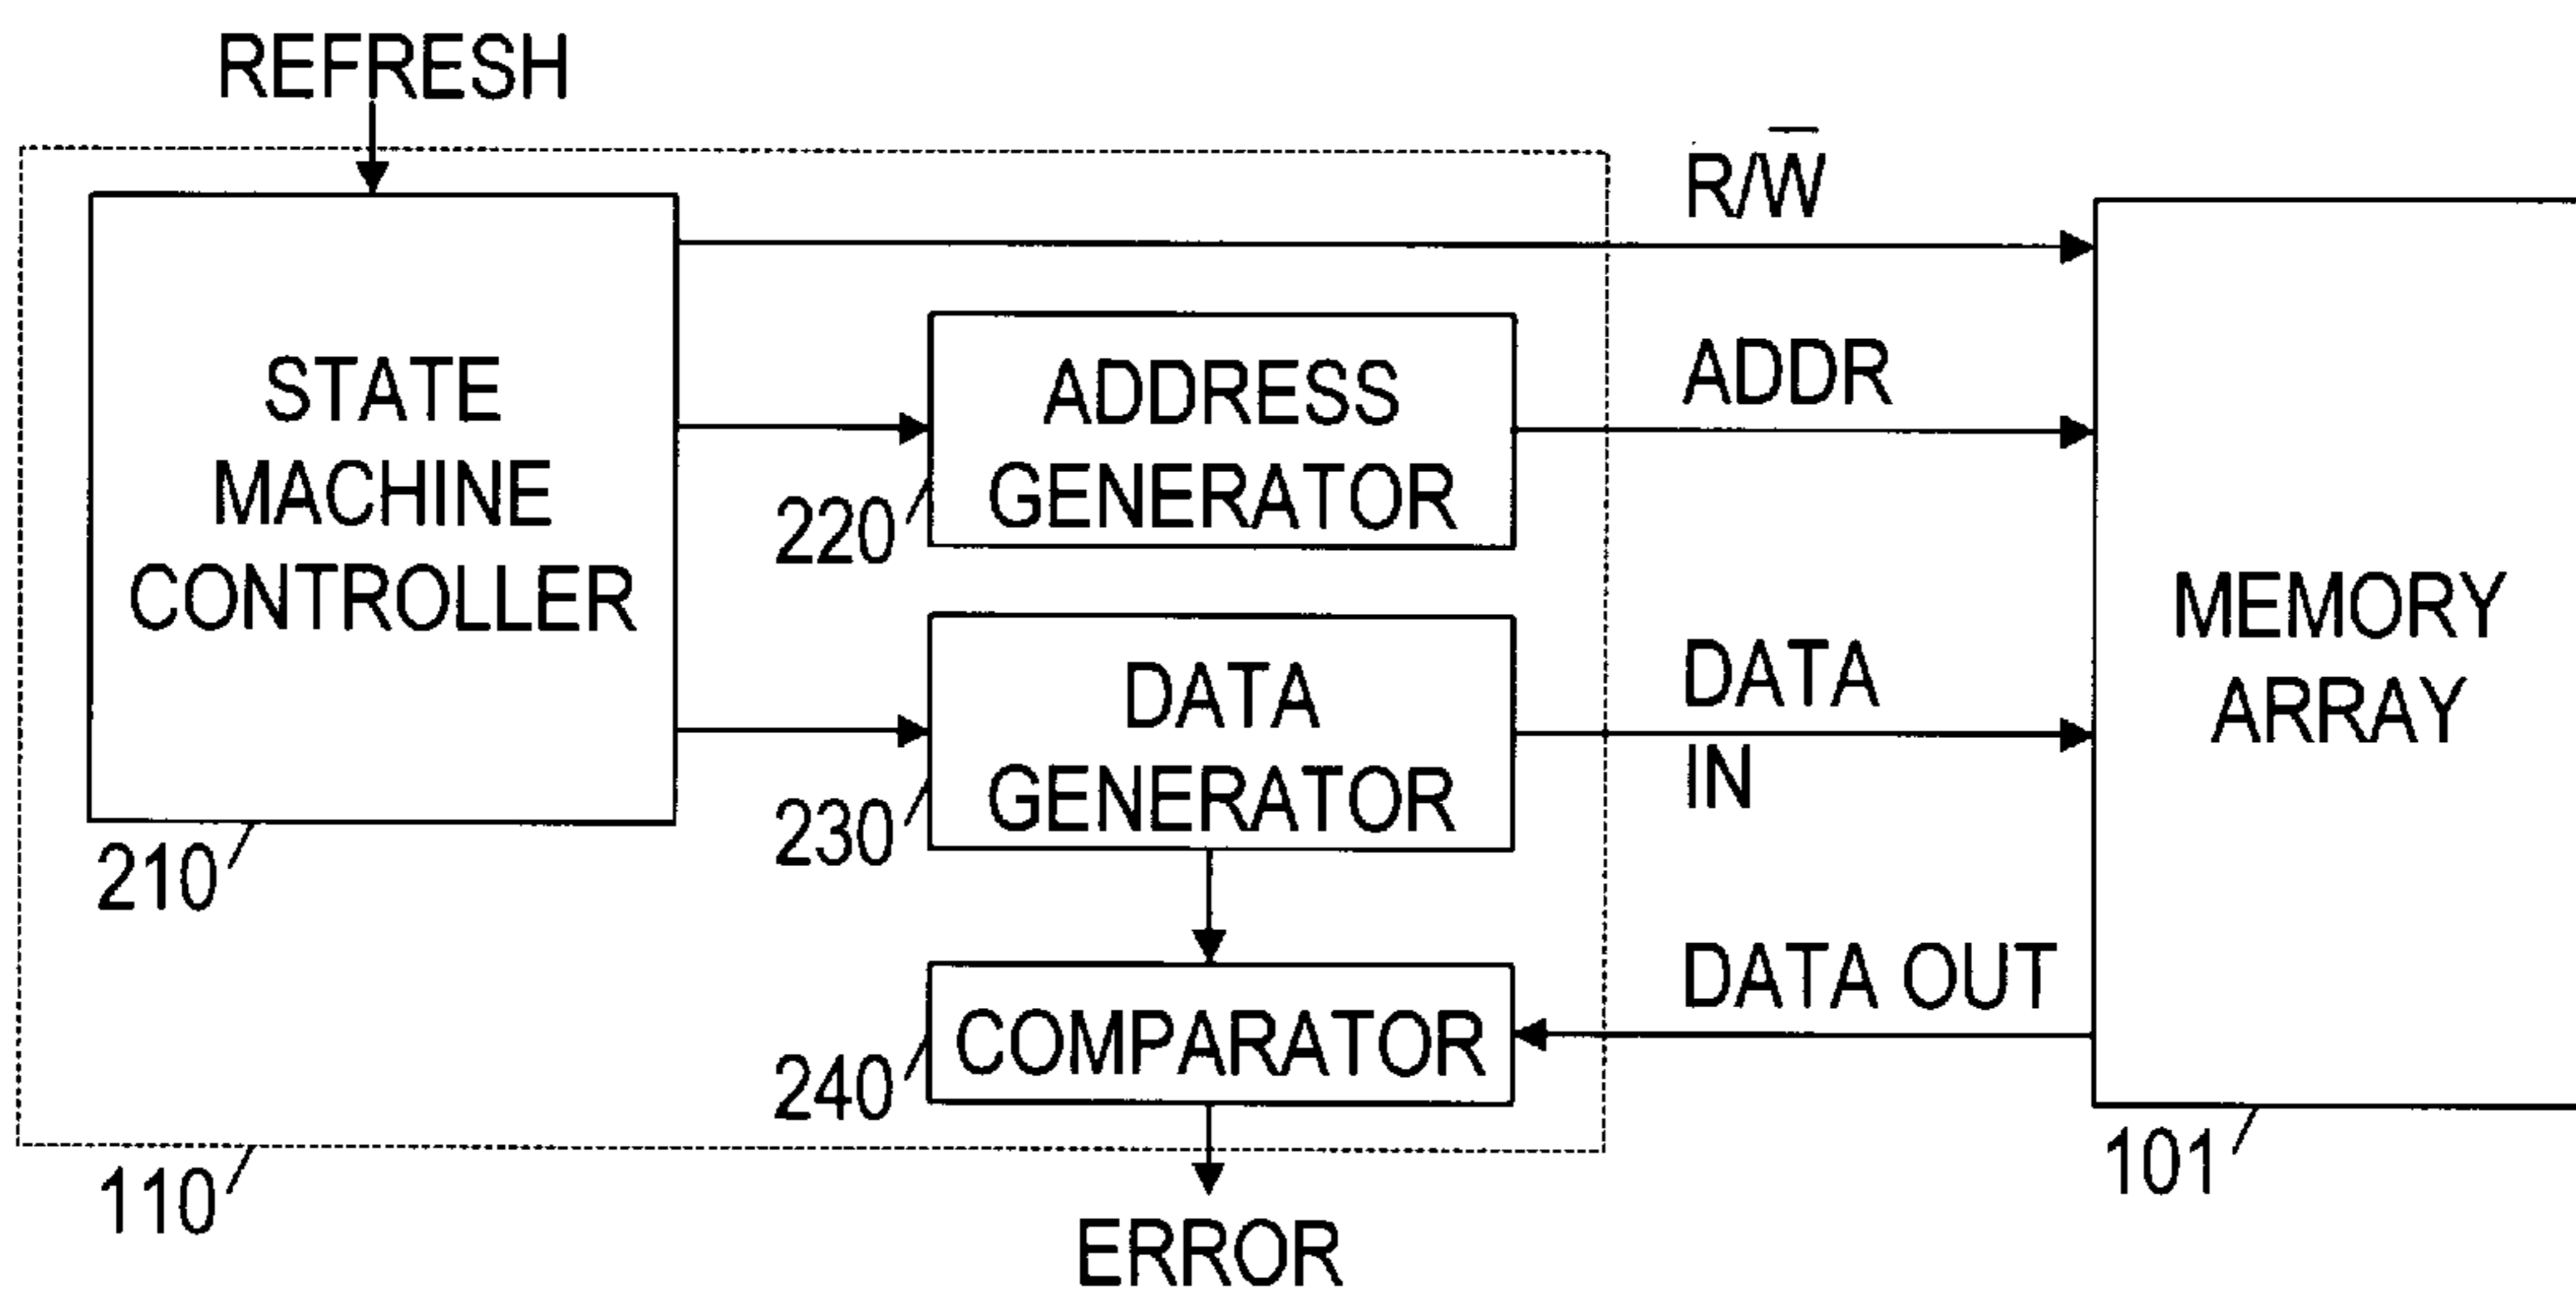 REFRESH
R/W̅
STATE
MACHINE
CONTROLLER
210
ADDRESS
GENERATOR
220
ADDR
DATA
GENERATOR
230
DATA
IN
COMPARATOR
240
DATA OUT
MEMORY
ARRAY
101
110
ERROR